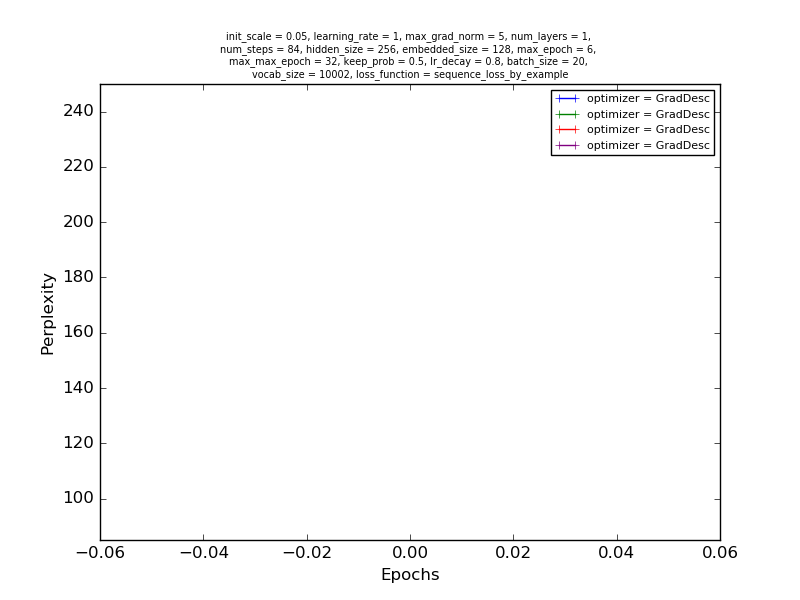 init_scale = 0.05, learning_rate = 1, max_grad_norm = 5, num_layers = 1,
num_steps = 84, hidden_size = 256, embedded_size = 128, max_epoch = 6,
max_max_epoch = 32, keep_prob = 0.5, lr_decay = 0.8, batch_size = 20,
vocab_size = 10002, loss_function = sequence_loss_by_example
optimizer = GradDesc
optimizer = GradDesc
optimizer = GradDesc
optimizer = GradDesc
Perplexity
240
220
200
180
160
140
120
100
−0.06 −0.04 −0.02 0.00 0.02 0.04 0.06
Epochs